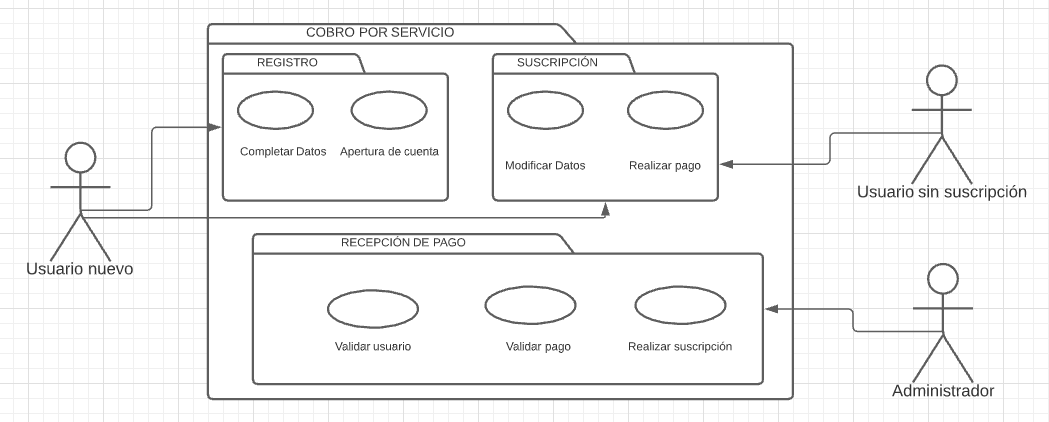 COBRO POR SERVICIO
REGISTRO
SUSCRIPCIÓN
Completar Datos
Apertura de cuenta
Modificar Datos
Realizar pago
Usuario sin suscripción
Usuario nuevo
RECEPCIÓN DE PAGO
Validar usuario
Validar pago
Realizar suscripción
Administrador